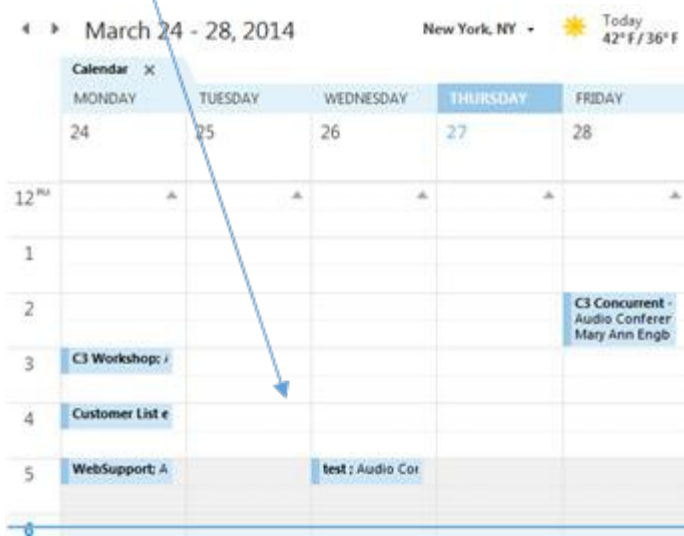 March 24 - 28, 2014
New York, NY
Today
42° F / 36° F
Calendar
MONDAY TUESDAY WEDNESDAY THURSDAY FRIDAY
24 25 26 27 28
12 PM
1
2
C3 Concurrent -
Audio Conferer
Mary Ann Engb
3
C3 Workshop; A
4
Customer List e
5
WebSupport; A
test ; Audio Cor
6